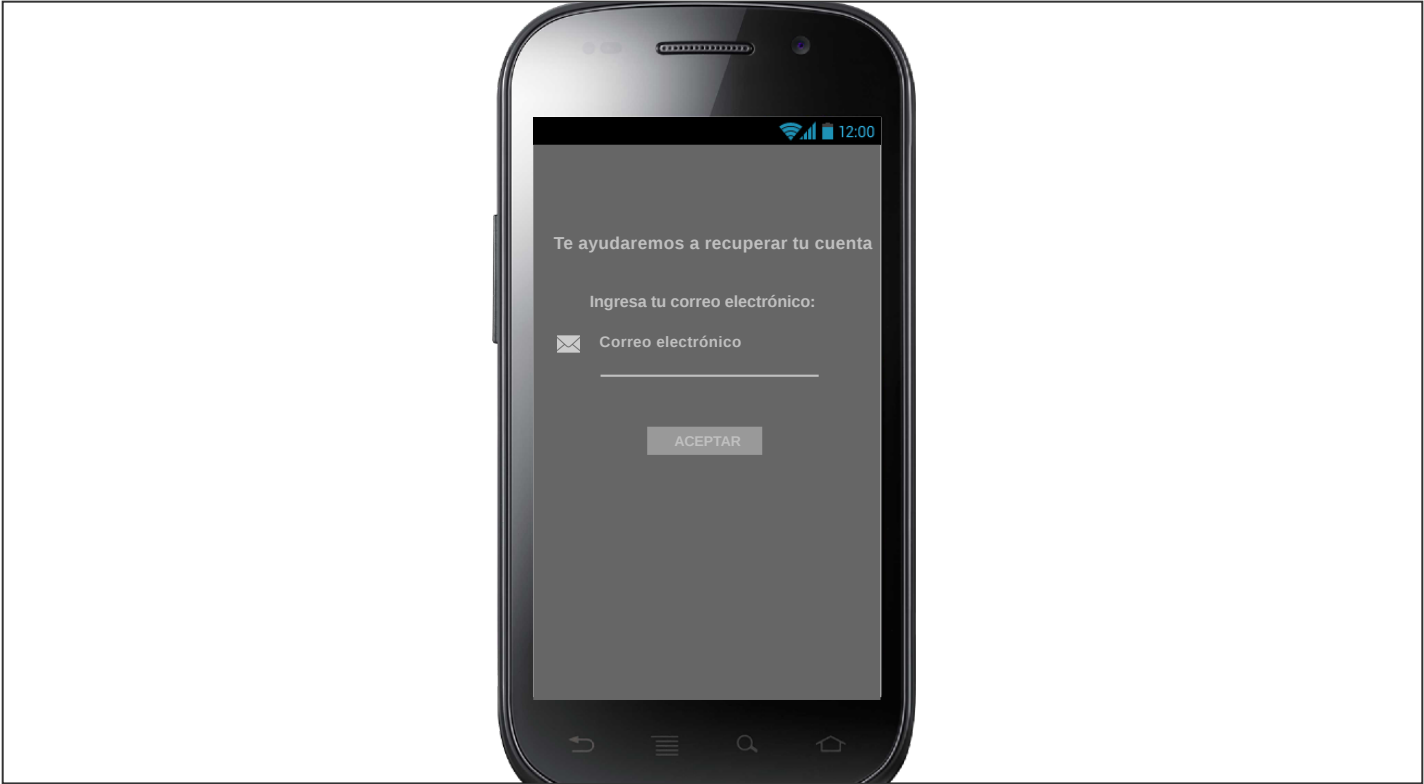 12:00
Te ayudaremos a recuperar tu cuenta
Ingresa tu correo electrónico:
Correo electrónico
ACEPTAR